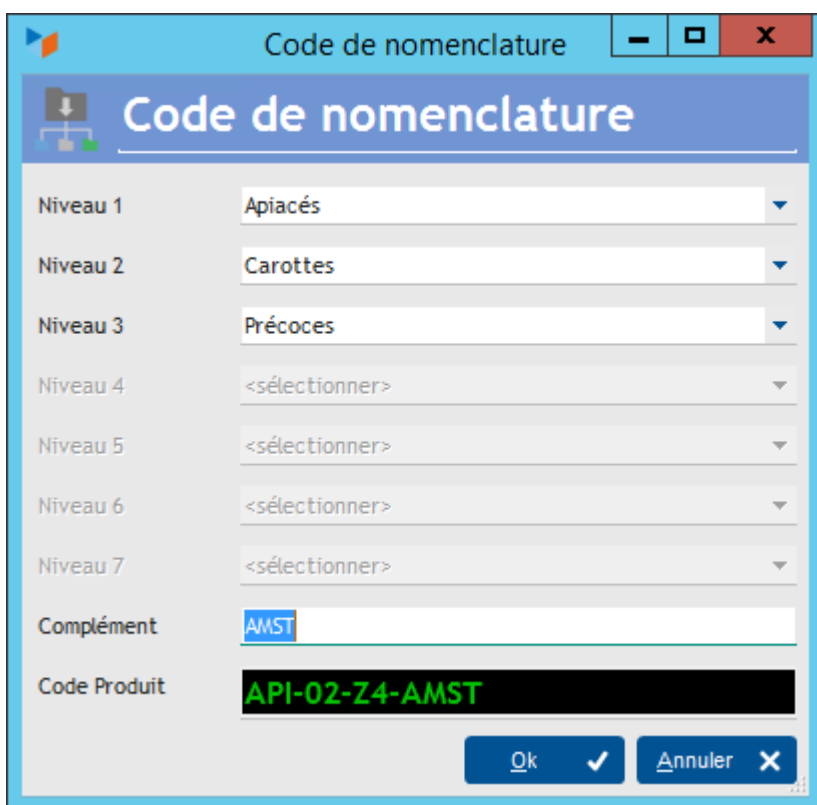 Code de nomenclature
Code de nomenclature
Niveau 1 Apiacés
Niveau 2 Carottes
Niveau 3 Précoces
Niveau 4 <sélectionner>
Niveau 5 <sélectionner>
Niveau 6 <sélectionner>
Niveau 7 <sélectionner>
Complément AMST
Code Produit API-02-Z4-AMST
Ok Annuler